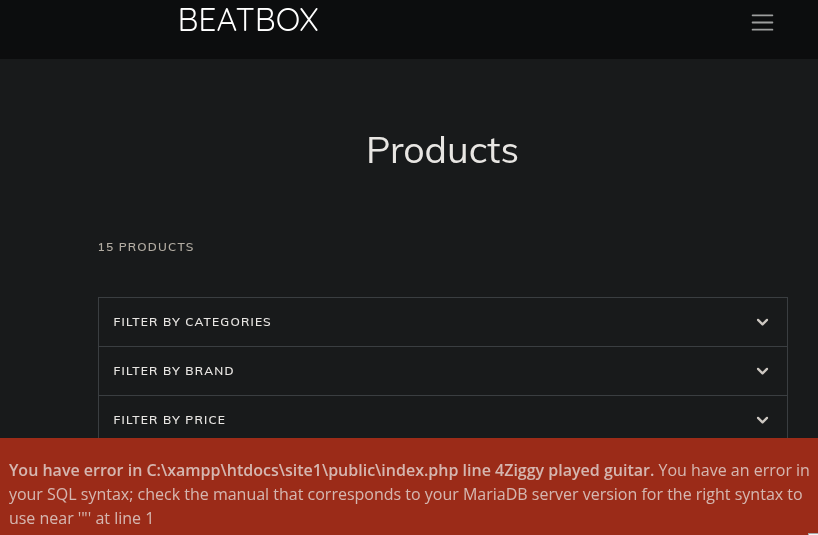 BEATBOX
Products
15 PRODUCTS
FILTER BY CATEGORIES
FILTER BY BRAND
FILTER BY PRICE
You have error in C:\xampp\htdocs\site1\public\index.php line 4Ziggy played guitar. You have an error in
your SQL syntax; check the manual that corresponds to your MariaDB server version for the right syntax to
use near '"' at line 1